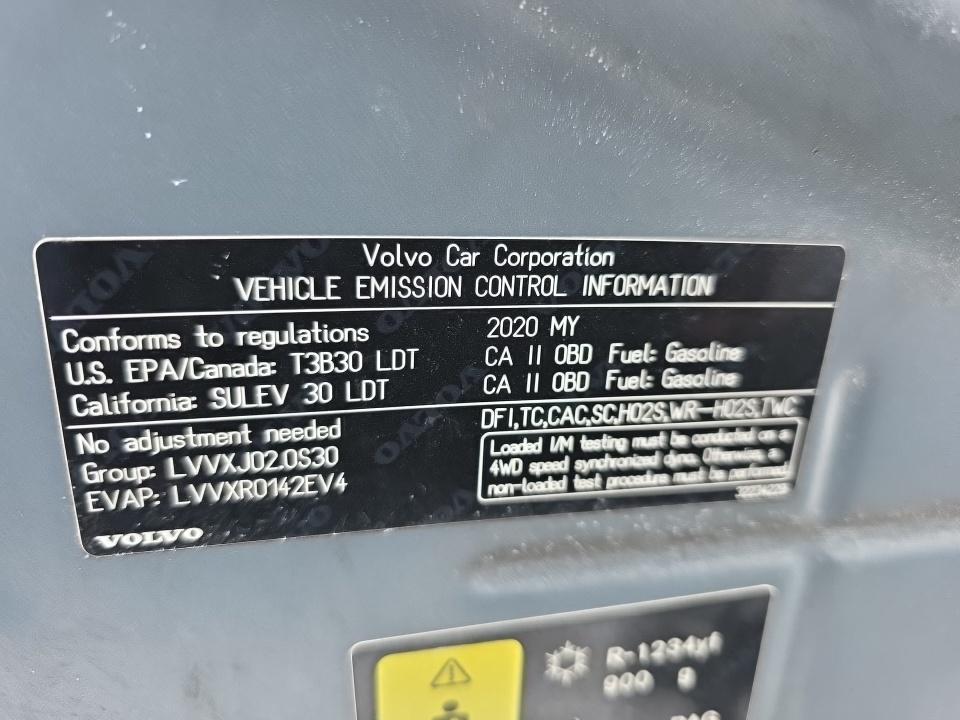 Volvo Car Corporation
VEHICLE EMISSION CONTROL INFORMATION
Conforms to regulations 2020 MY
U.S. EPA/Canada: T3B30 LDT CA II OBD Fuel: Gasoline
California: SULEV 30 LDT CA II OBD Fuel: Gasoline
No adjustment needed DFI,TC,CAC,SC,HO2S,WR-HO2S,TWC
Group: LVVXJ02.0S30
EVAP: LVVXR0142EV4
Loaded I/M testing must be conducted on a
4WD speed synchronized dyno. Otherwise, a
non-loaded test procedure must be performed
VOLVO
R-1234yf
900 g
PAG